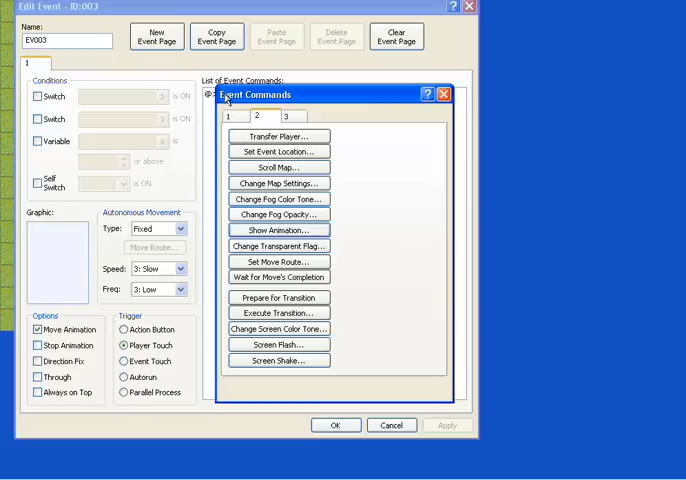 Edit Event - ID:003
Name:
EV003
New
Event Page
Copy
Event Page
Paste
Event Page
Delete
Event Page
Clear
Event Page
1
Conditions
Switch
is ON
Switch
is ON
Variable
is
or above
Self
Switch
is ON
Graphic:
Autonomous Movement
Type:
Fixed
Move Route...
Speed:
3: Slow
Freq:
3: Low
Options
Move Animation
Stop Animation
Direction Fix
Through
Always on Top
Trigger
Action Button
Player Touch
Event Touch
Autorun
Parallel Process
List of Event Commands:
@>
Event Commands
1
2
3
Transfer Player...
Set Event Location...
Scroll Map...
Change Map Settings...
Change Fog Color Tone...
Change Fog Opacity...
Show Animation...
Change Transparent Flag...
Set Move Route...
Wait for Move's Completion
Prepare for Transition
Execute Transition...
Change Screen Color Tone...
Screen Flash...
Screen Shake...
OK
Cancel
Apply